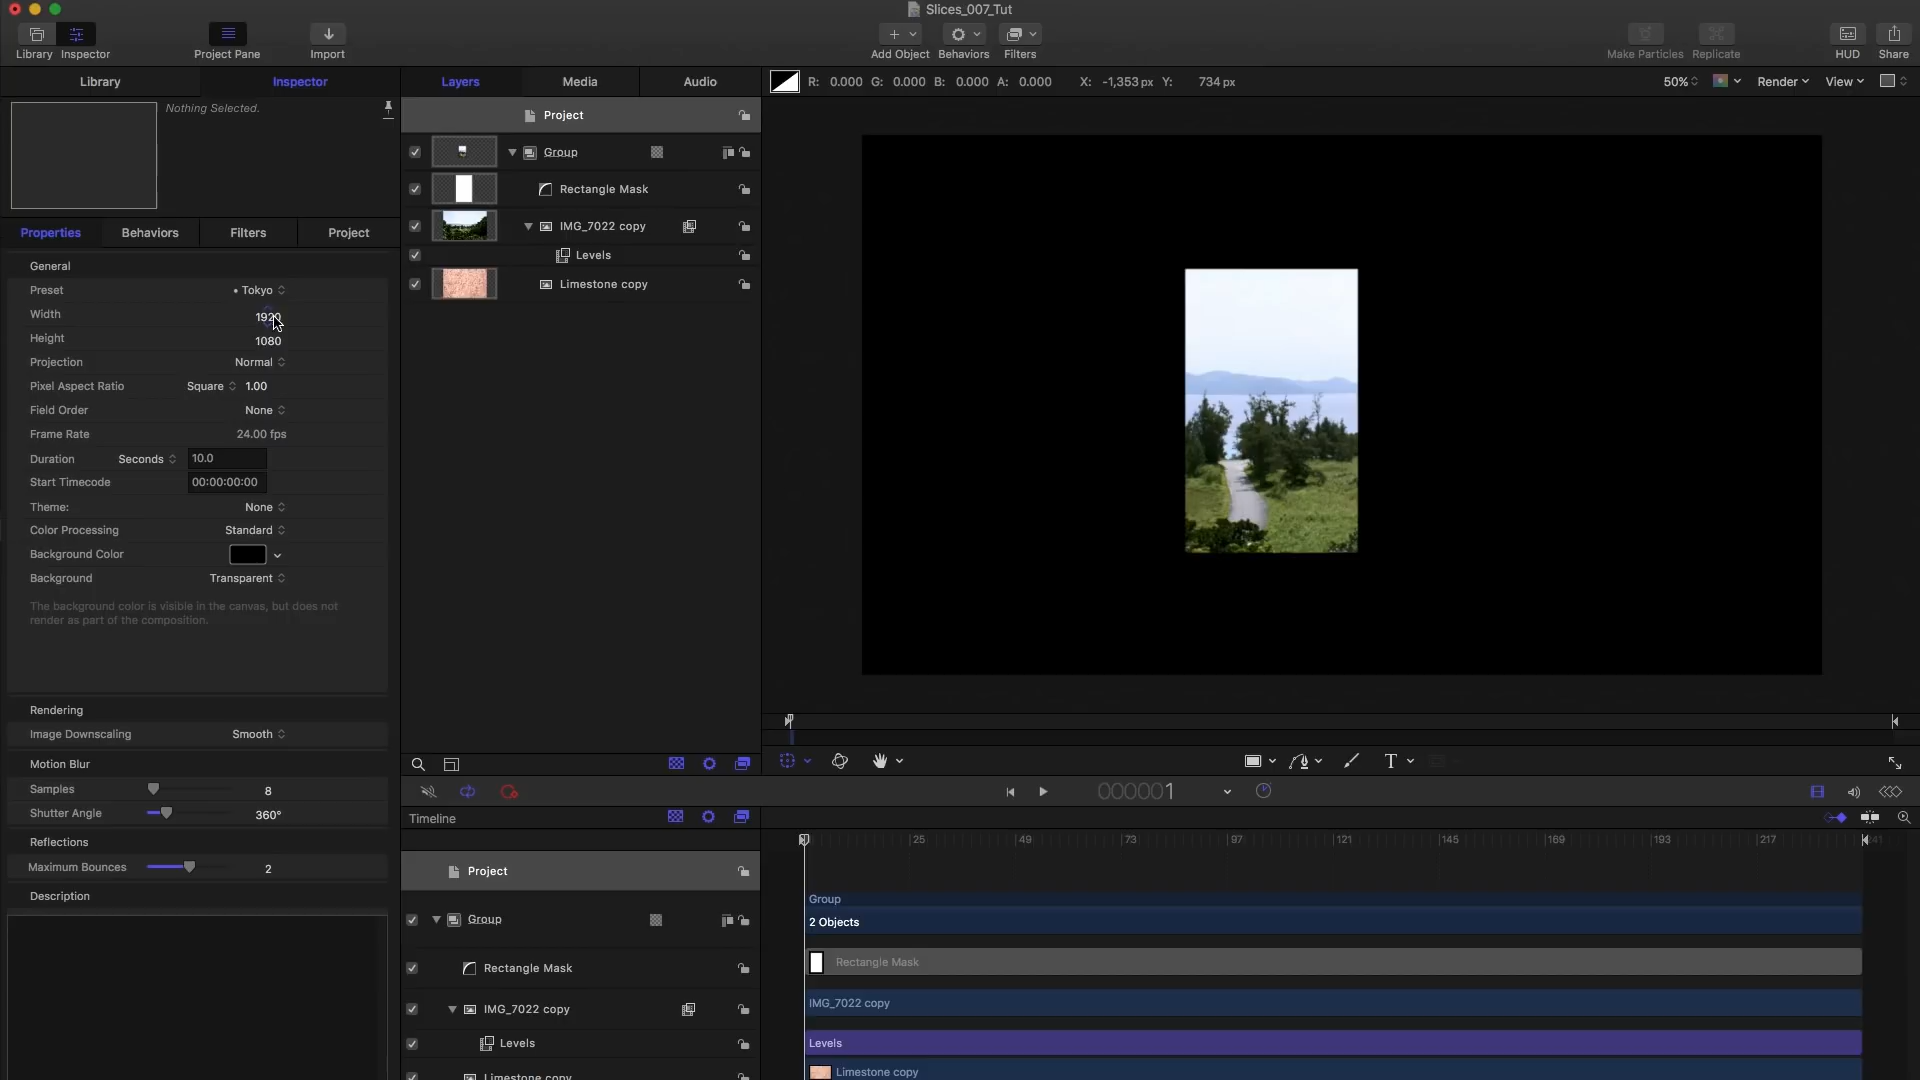 Slices_007_Tut
Library
Inspector
Project Pane
Import
Add Object
Behaviors
Filters
Make Particles
Replicate
HUD
Share
Library
Inspector
Layers
Media
Audio
R: 0.000 G: 0.000 B: 0.000 A: 0.000 X: -1,353 px Y: 734 px
50%
Render
View
Nothing Selected.
Project
Group
Rectangle Mask
IMG_7022 copy
Levels
Limestone copy
Properties
Behaviors
Filters
Project
General
Preset • Tokyo
Width 1920
Height 1080
Projection Normal
Pixel Aspect Ratio Square 1.00
Field Order None
Frame Rate 24.00 fps
Duration Seconds 10.0
Start Timecode 00:00:00:00
Theme: None
Color Processing Standard
Background Color
Background Transparent
The background color is visible in the canvas, but does not
render as part of the composition.
Rendering
Image Downscaling Smooth
Motion Blur
Samples 8
Shutter Angle 360°
Reflections
Maximum Bounces 2
Description
T
000001
Timeline
25 49 73 97 121 145 169 193 217 241
Project
Group
Rectangle Mask
IMG_7022 copy
Levels
Limestone copy
Group
2 Objects
Rectangle Mask
IMG_7022 copy
Levels
Limestone copy